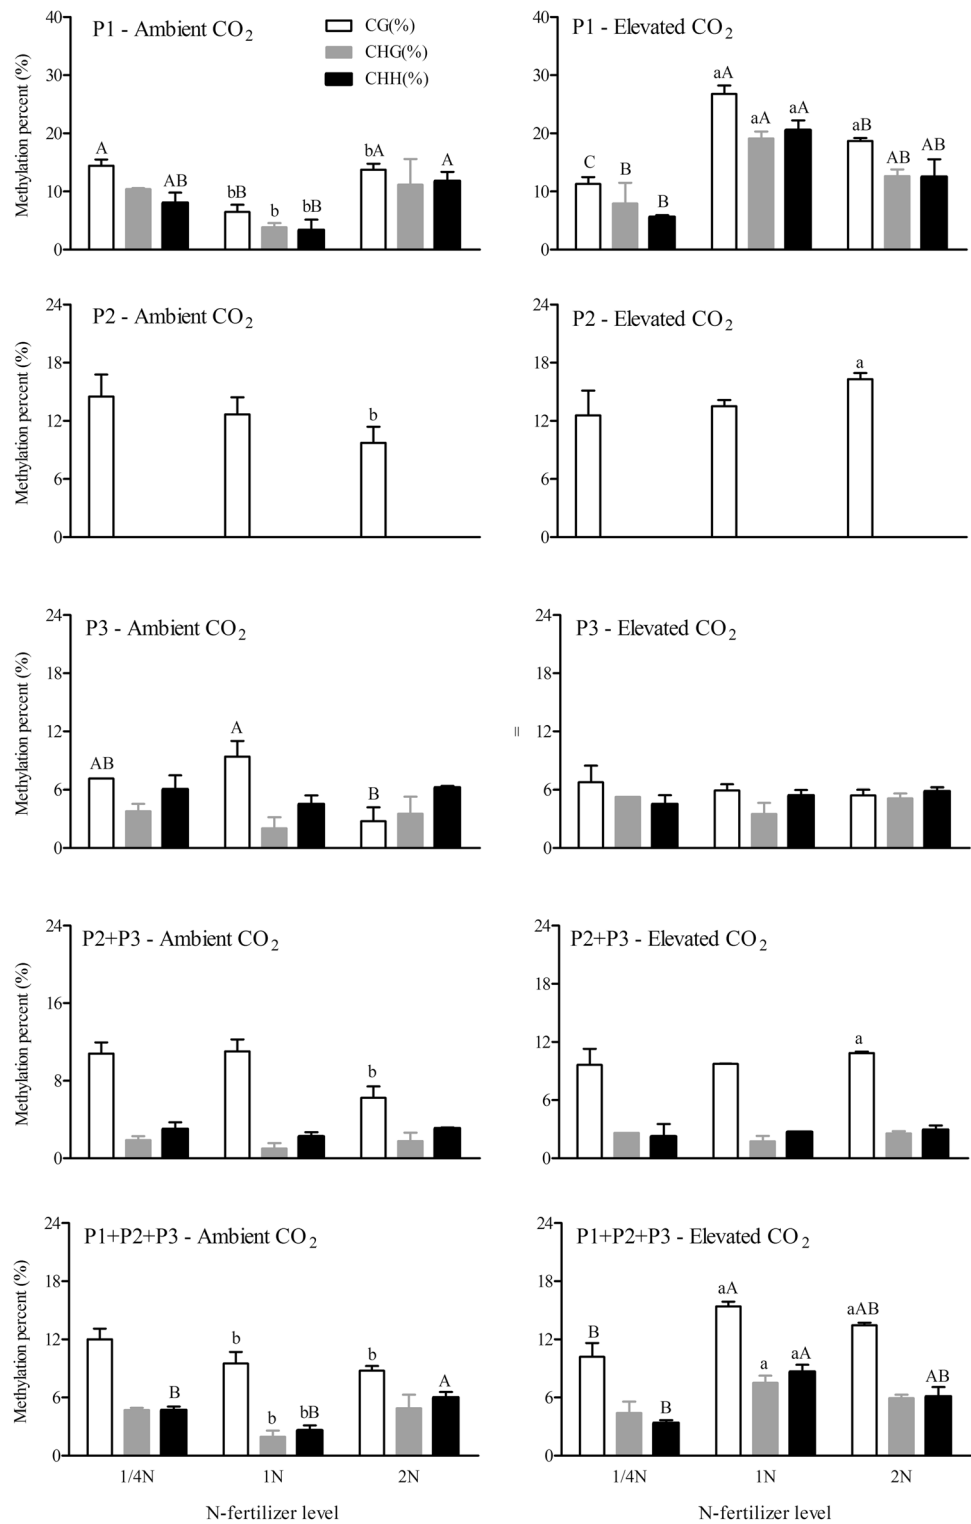 P1 - Ambient CO2
CG(%)
CHG(%)
CHH(%)
Methylation percent (%)
40
30
20
10
0
A
AB
bB
b
bB
bA
A
P1 - Elevated CO2
40
30
20
10
0
C
B
B
aA
aA
aA
aB
AB
AB
P2 - Ambient CO2
Methylation percent (%)
24
18
12
6
0
b
P2 - Elevated CO2
24
18
12
6
0
a
P3 - Ambient CO2
Methylation percent (%)
24
18
12
6
0
AB
A
B
P3 - Elevated CO2
=
24
18
12
6
0
P2+P3 - Ambient CO2
Methylation percent (%)
24
16
8
0
b
P2+P3 - Elevated CO2
24
18
12
6
0
a
P1+P2+P3 - Ambient CO2
Methylation percent (%)
24
18
12
6
0
B
b
b
bB
b
A
1/4N
1N
2N
N-fertilizer level
P1+P2+P3 - Elevated CO2
24
18
12
6
0
B
B
aA
a
aA
aAB
AB
1/4N
1N
2N
N-fertilizer level